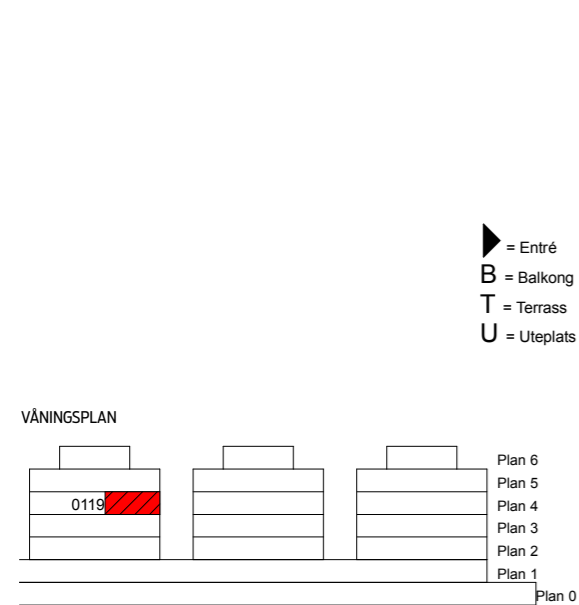 = Entré
B = Balkong
T = Terrass
U = Uteplats
VÅNINGSPLAN
Plan 6
Plan 5
0119 Plan 4
Plan 3
Plan 2
Plan 1
Plan 0